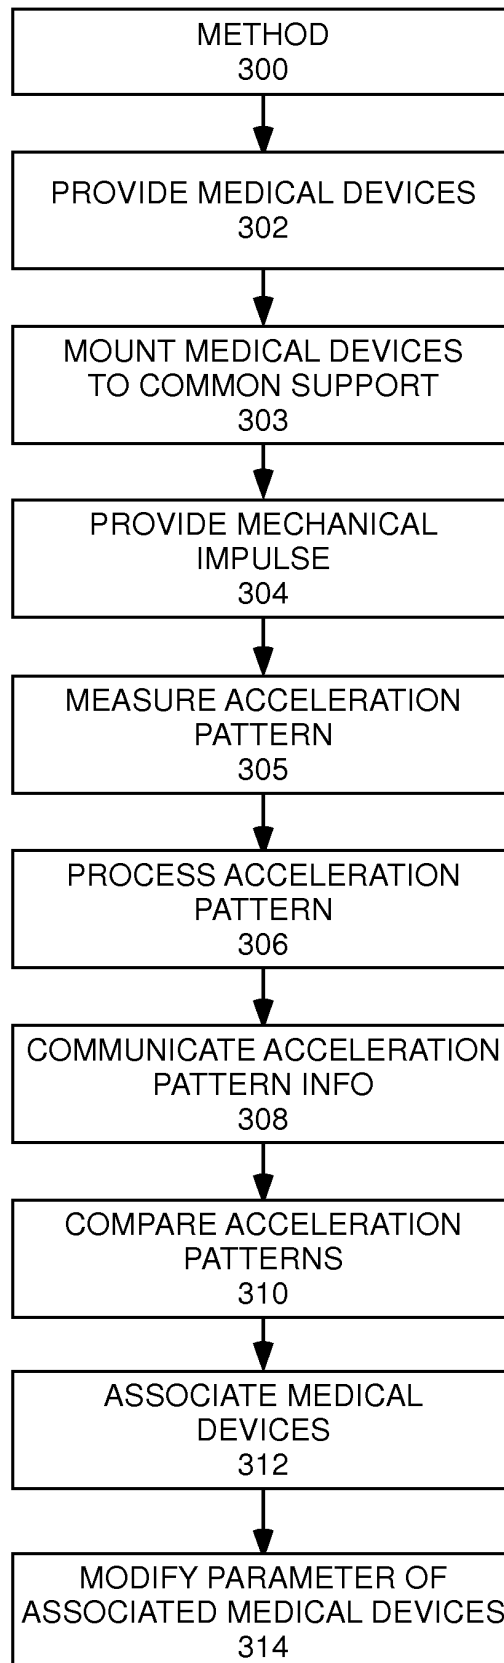 METHOD
300
PROVIDE MEDICAL DEVICES
302
MOUNT MEDICAL DEVICES
TO COMMON SUPPORT
303
PROVIDE MECHANICAL
IMPULSE
304
MEASURE ACCELERATION
PATTERN
305
PROCESS ACCELERATION
PATTERN
306
COMMUNICATE ACCELERATION
PATTERN INFO
308
COMPARE ACCELERATION
PATTERNS
310
ASSOCIATE MEDICAL
DEVICES
312
MODIFY PARAMETER OF
ASSOCIATED MEDICAL DEVICES
314